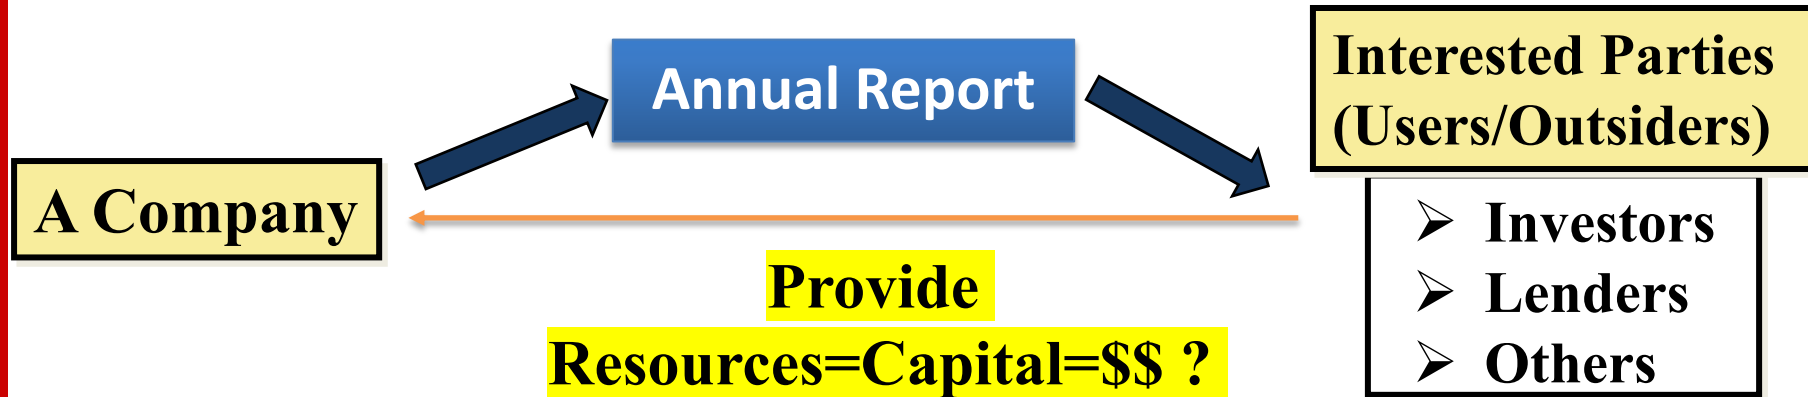 Annual Report
Interested Parties
(Users/Outsiders)
A Company
➢ Investors
➢ Lenders
➢ Others
Provide
Resources=Capital=$$ ?